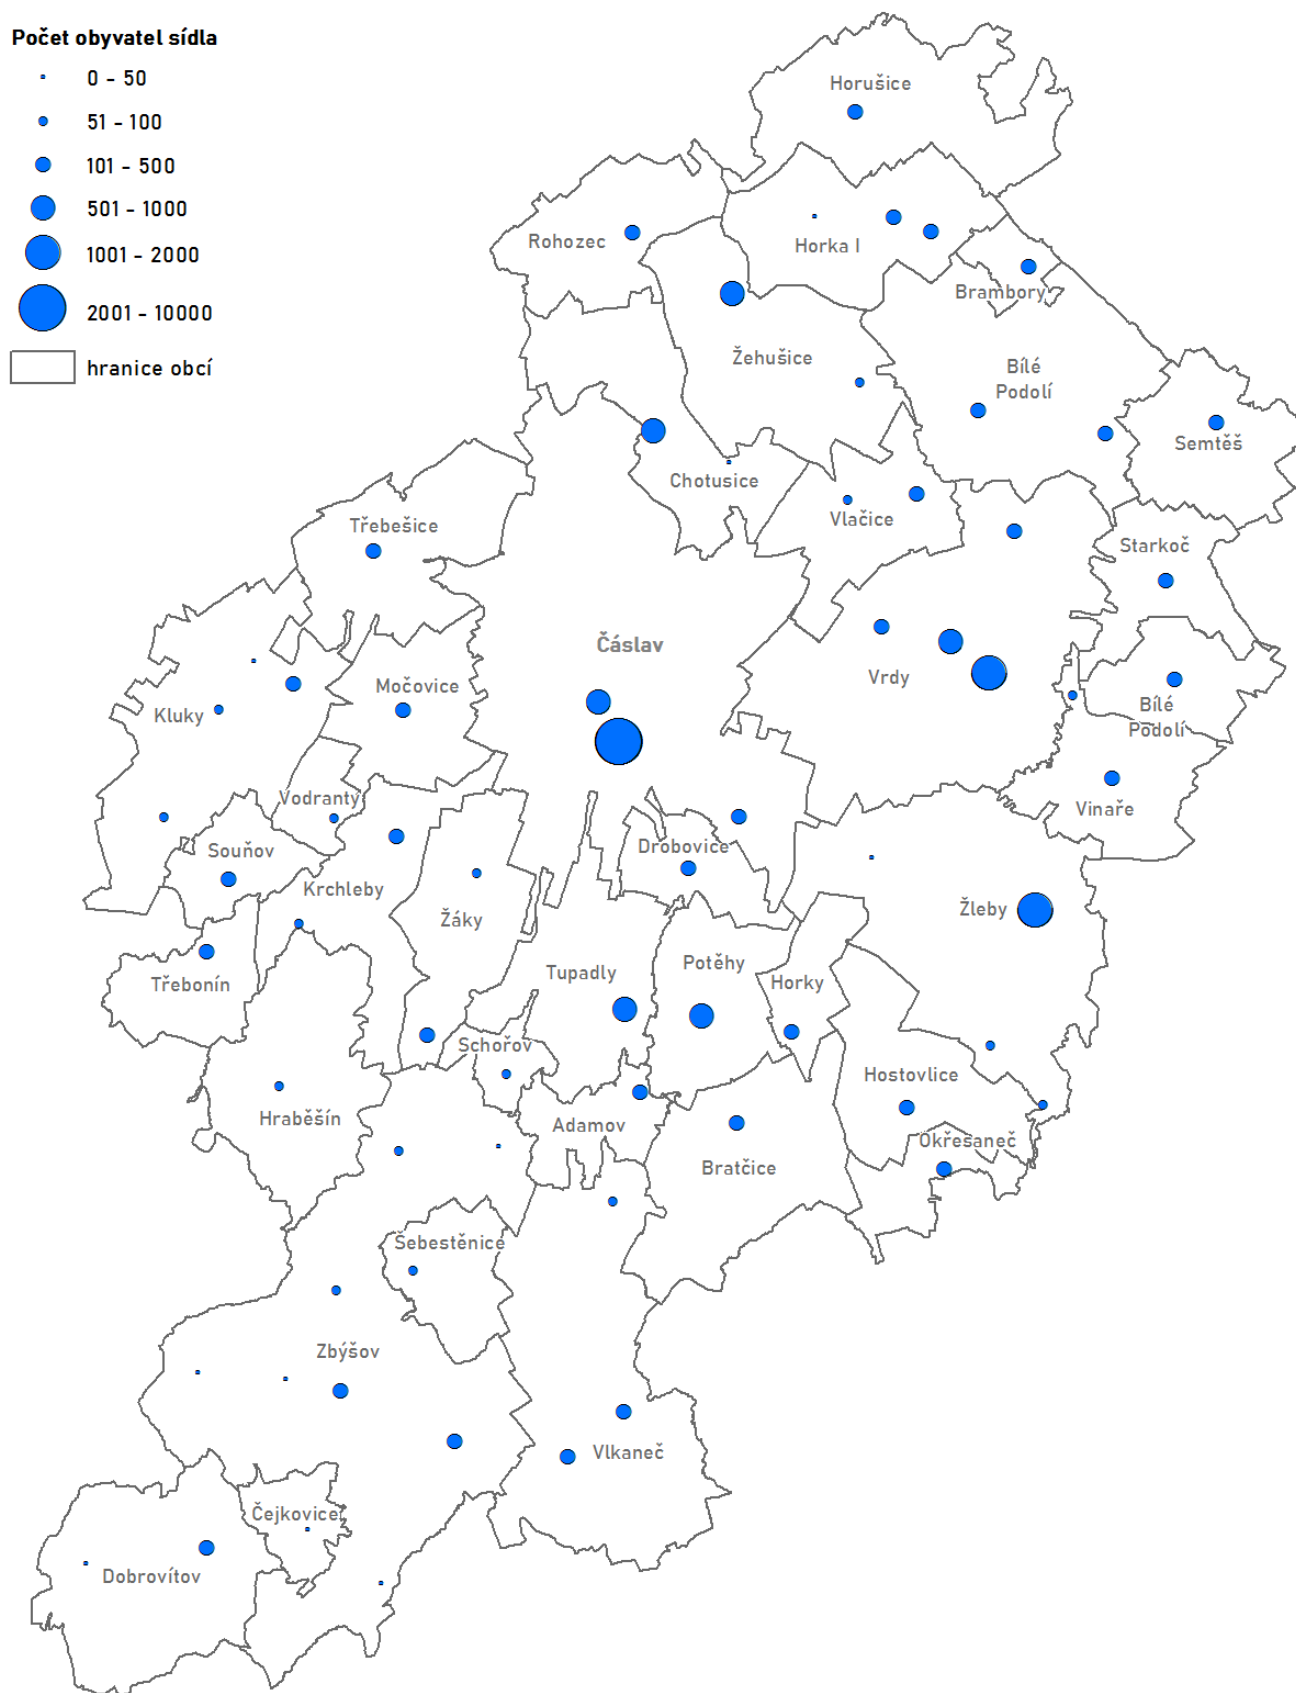 Počet obyvatel sídla
0 - 50
51 - 100
101 - 500
501 - 1000
1001 - 2000
2001 - 10000
hranice obcí
Horušice
Rohozec
Horka I
Brambory
Žehušice
Bílé
Podolí
Semtěš
Chotusice
Vlačice
Třebešice
Starkoč
Čáslav
Močovice
Vrdy
Kluky
Bílé
Podolí
Vodranty
Vinaře
Souňov
Drobovice
Krchleby
Žáky
Žleby
Třebonín
Tupadly
Potěhy
Horky
Schořov
Hostovlice
Hraběšín
Adamov
Okřesaneč
Bratčice
Šebestěnice
Zbýšov
Vlkaneč
Čejkovice
Dobrovítov